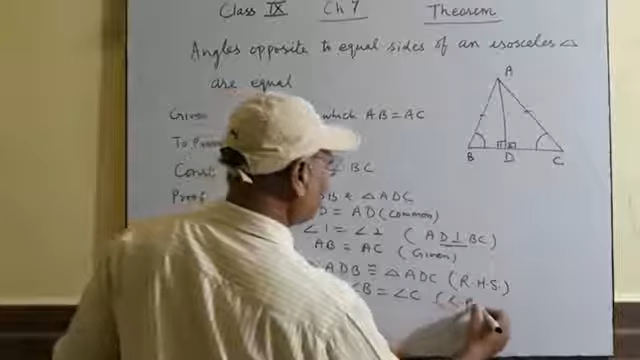 Class IX Ch 7 Theorem
Angles opposite to equal sides of an isosceles △
are equal
Given which AB = AC
To
Const BC
Proof & △ADC
= AD (Common)
∠1 = ∠2 ( AD ⊥ BC)
AB = AC (Given)
ADB ≅ △ADC (R.H.S.)
B = ∠C (C.P
A
B
D
C